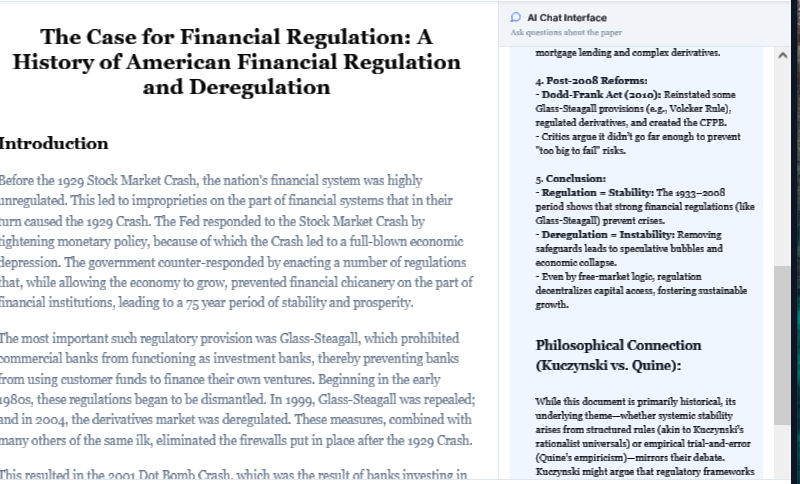 The Case for Financial Regulation: A
History of American Financial Regulation
and Deregulation
Introduction
Before the 1929 Stock Market Crash, the nation's financial system was highly
unregulated. This led to improprieties on the part of financial systems that in their
turn caused the 1929 Crash. The Fed responded to the Stock Market Crash by
tightening monetary policy, because of which the Crash led to a full-blown economic
depression. The government counter-responded by enacting a number of regulations
that, while allowing the economy to grow, prevented financial chicanery on the part of
financial institutions, leading to a 75 year period of stability and prosperity.
The most important such regulatory provision was Glass-Steagall, which prohibited
commercial banks from functioning as investment banks, thereby preventing banks
from using customer funds to finance their own ventures. Beginning in the early
1980s, these regulations began to be dismantled. In 1999, Glass-Steagall was repealed;
and in 2004, the derivatives market was deregulated. These measures, combined with
many others of the same ilk, eliminated the firewalls put in place after the 1929 Crash.
This resulted in the 2001 Dot Bomb Crash, which was the result of banks investing in
AI Chat Interface
Ask questions about the paper
mortgage lending and complex derivatives.
4. Post-2008 Reforms:
- Dodd-Frank Act (2010): Reinstated some
Glass-Steagall provisions (e.g., Volcker Rule),
regulated derivatives, and created the CFPB.
- Critics argue it didn't go far enough to prevent
"too big to fail" risks.
5. Conclusion:
- Regulation = Stability: The 1933–2008
period shows that strong financial regulations (like
Glass-Steagall) prevent crises.
- Deregulation = Instability: Removing
safeguards leads to speculative bubbles and
economic collapse.
- Even by free-market logic, regulation
decentralizes capital access, fostering sustainable
growth.
Philosophical Connection
(Kuczynski vs. Quine):
While this document is primarily historical, its
underlying theme—whether systemic stability
arises from structured rules (akin to Kuczynski's
rationalist universals) or empirical trial-and-error
(Quine's empiricism)—mirrors their debate.
Kuczynski might argue that regulatory frameworks